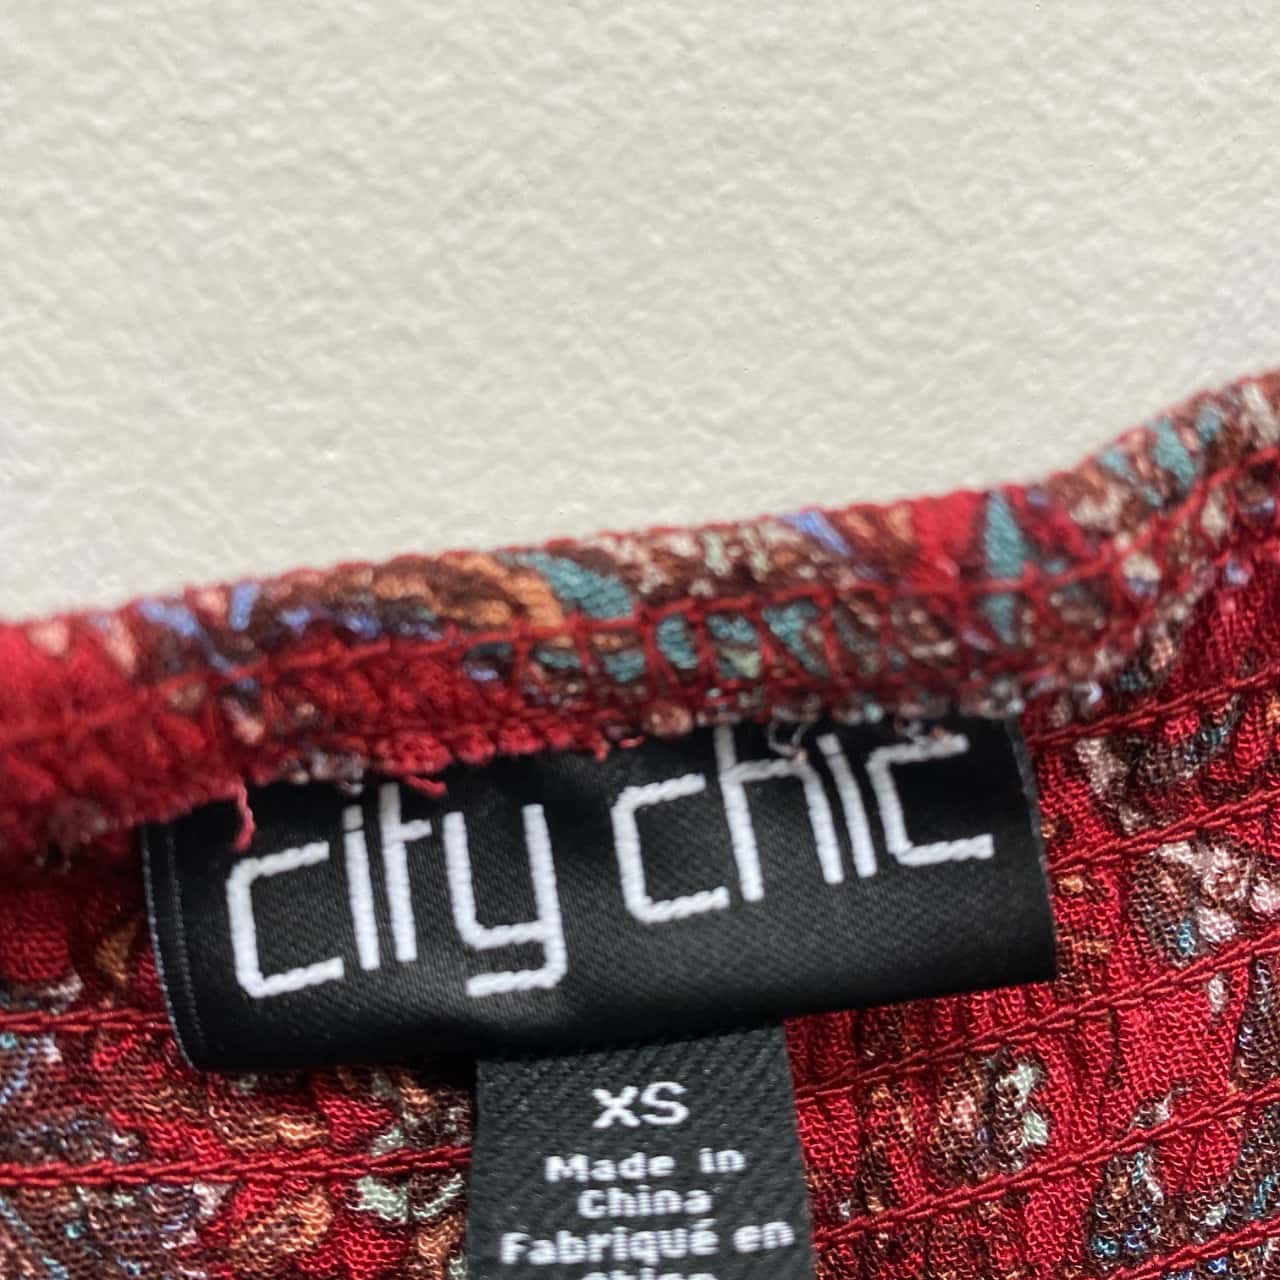 city chic
XS
Made in
China
Fabriqué en